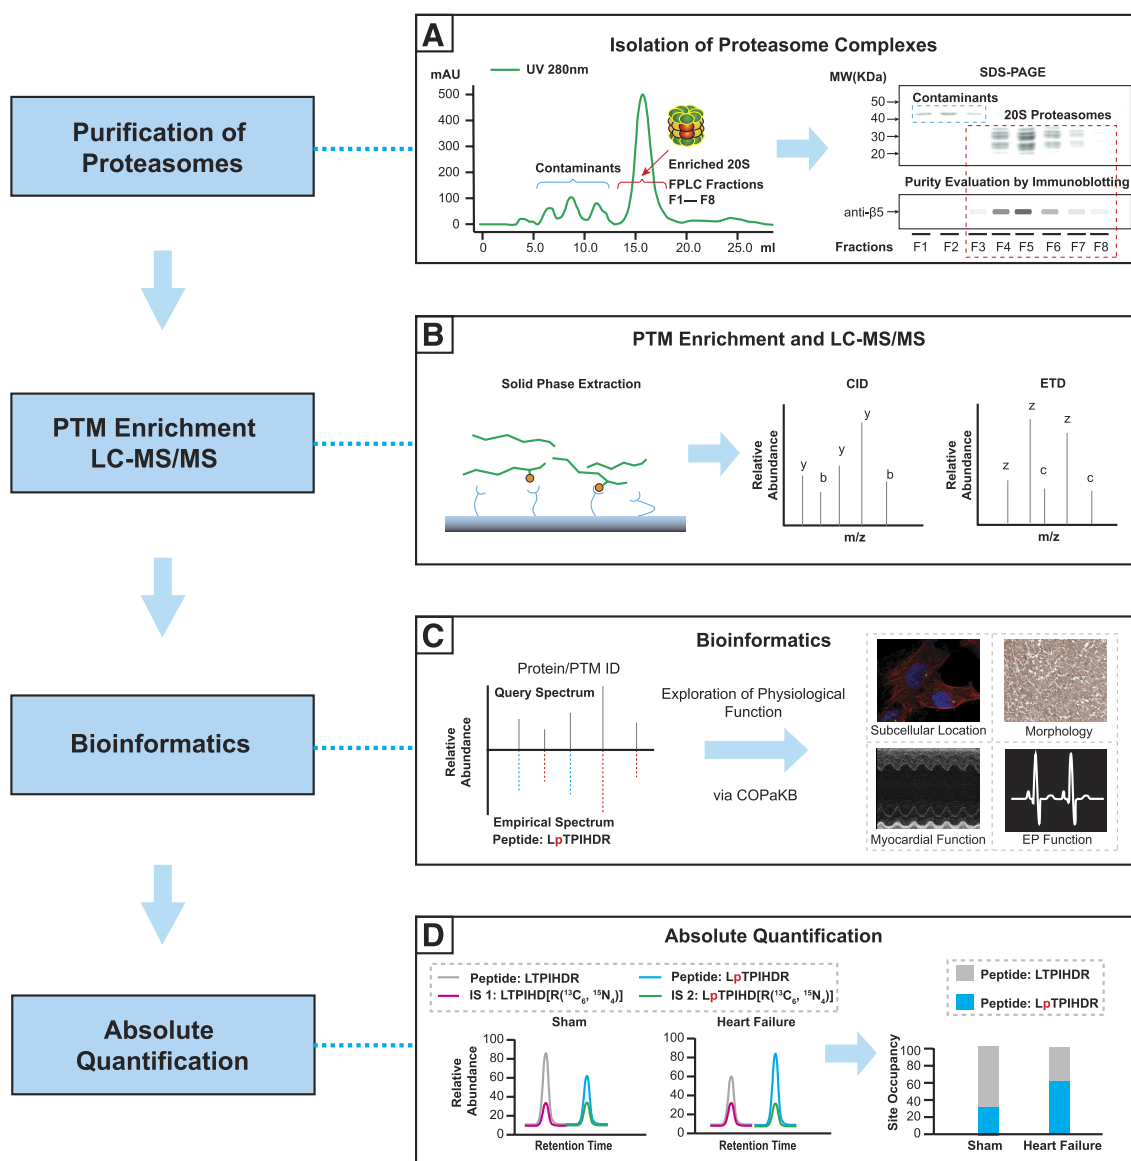 Purification of
Proteasomes
PTM Enrichment
LC-MS/MS
Bioinformatics
Absolute
Quantification
A
Isolation of Proteasome Complexes
mAU
UV 280nm
500
400
300
200
100
0
0
5.0
10.0
15.0
20.0
25.0
ml
Contaminants
Enriched 20S
FPLC Fractions
F1— F8
MW(KDa)
SDS-PAGE
50
40
30
20
Contaminants
20S Proteasomes
Purity Evaluation by Immunoblotting
anti-β5
Fractions
F1
F2
F3
F4
F5
F6
F7
F8
B
PTM Enrichment and LC-MS/MS
Solid Phase Extraction
CID
Relative
Abundance
y
b
y
y
b
m/z
ETD
Relative
Abundance
z
z
c
z
c
m/z
C
Bioinformatics
Protein/PTM ID
Query Spectrum
Relative
Abundance
Empirical Spectrum
Peptide: LpTPIHDR
Exploration of Physiological
Function
via COPaKB
Subcellular Location
Morphology
Myocardial Function
EP Function
D
Absolute Quantification
Peptide: LTPIHDR
Peptide: LpTPIHDR
IS 1: LTPIHD[R(¹³C₆, ¹⁵N₄)]
IS 2: LpTPIHD[R(¹³C₆, ¹⁵N₄)]
Sham
Relative
Abundance
100
80
60
40
20
0
Retention Time
Heart Failure
100
80
60
40
20
0
Retention Time
Peptide: LTPIHDR
Peptide: LpTPIHDR
Site Occupancy
100
80
60
40
20
0
Sham
Heart Failure